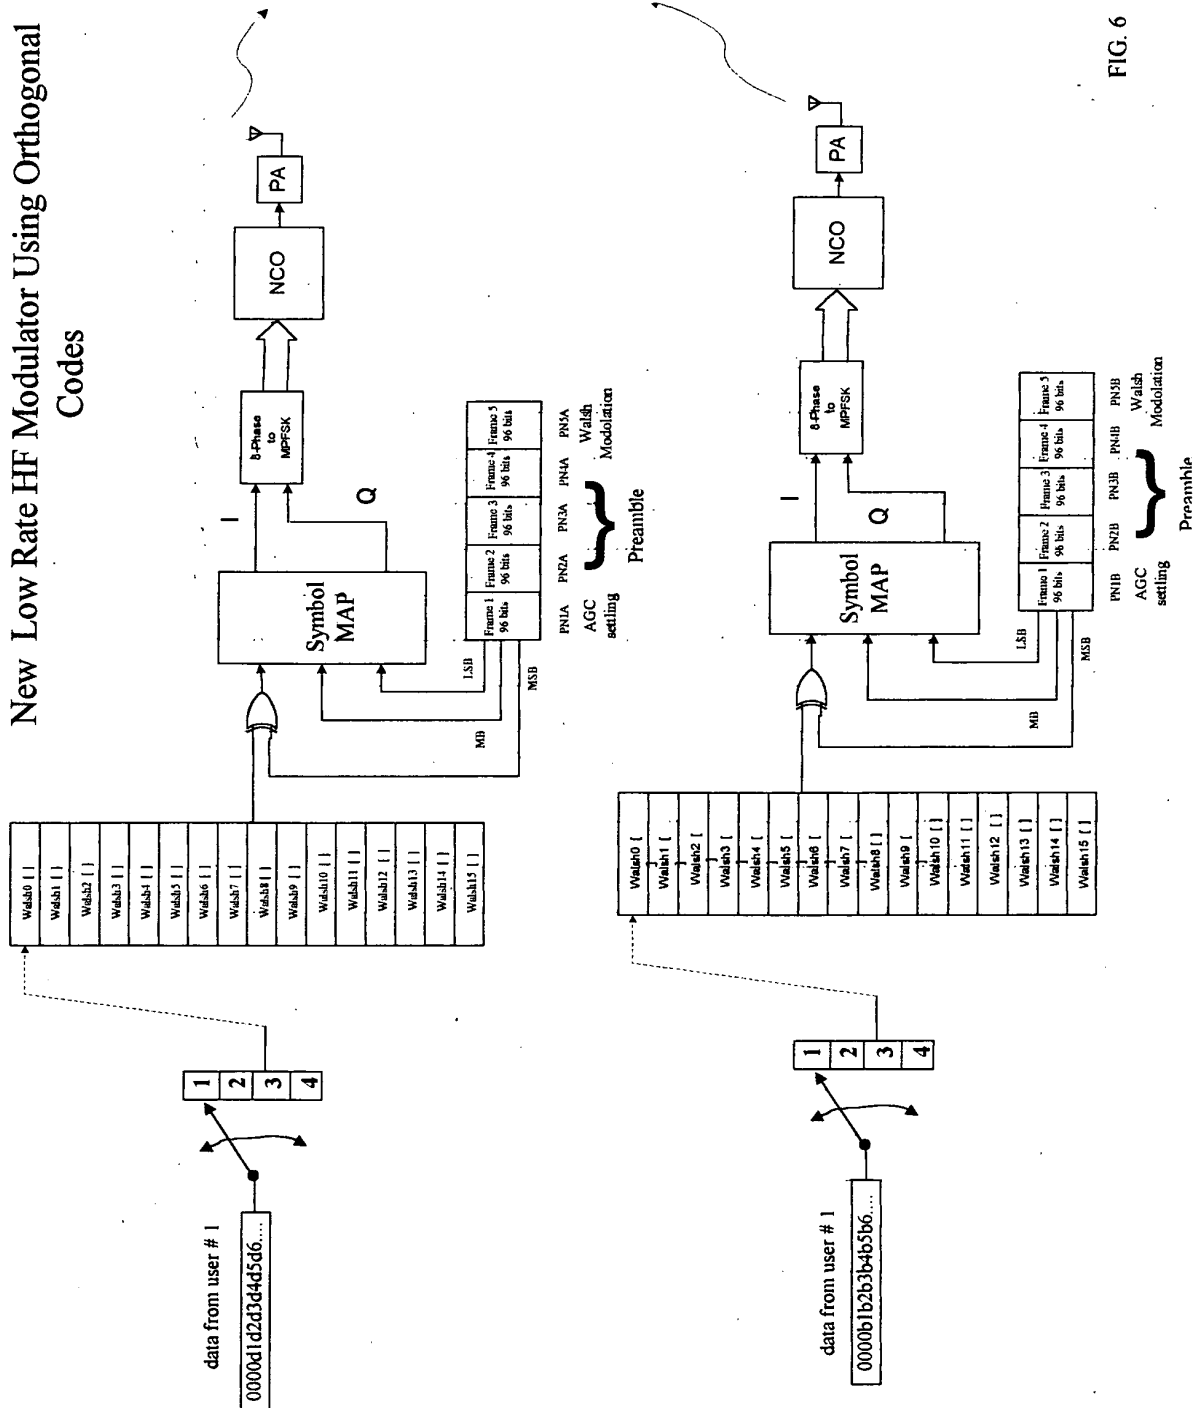 New Low Rate HF Modulator Using Orthogonal
Codes
data from user # 1
0000d1d2d3d4d5d6....
1
2
3
4
Walsh0 [ ]
Walsh1 [ ]
Walsh2 [ ]
Walsh3 [ ]
Walsh4 [ ]
Walsh5 [ ]
Walsh6 [ ]
Walsh7 [ ]
Walsh8 [ ]
Walsh9 [ ]
Walsh10 [ ]
Walsh11 [ ]
Walsh12 [ ]
Walsh13 [ ]
Walsh14 [ ]
Walsh15 [ ]
Symbol
MAP
I
Q
8-Phase
to
MPFSK
NCO
PA
LSB
MB
MSB
Frame 1
96 bits
Frame 2
96 bits
Frame 3
96 bits
Frame 4
96 bits
Frame 5
96 bits
PN1A
PN2A
PN3A
PN4A
PN5A
AGC
settling
Walsh
Modolation
Preamble
data from user # 1
0000b1b2b3b4b5b6....
1
2
3
4
Walsh0 [
]
Walsh1 [
]
Walsh2 [
]
Walsh3 [
]
Walsh4 [
]
Walsh5 [
]
Walsh6 [
]
Walsh7 [
]
Walsh8 [ ]
Walsh9 [
]
Walsh10 [ ]
Walsh11 [ ]
Walsh12 [ ]
Walsh13 [ ]
Walsh14 [ ]
Walsh15 [ ]
Symbol
MAP
I
Q
8-Phase
to
MPFSK
NCO
PA
LSB
MB
MSB
Frame 1
96 bits
Frame 2
96 bits
Frame 3
96 bits
Frame 4
96 bits
Frame 5
96 bits
PN1B
PN2B
PN3B
PN4B
PN5B
AGC
settling
Walsh
Modolation
Preamble
FIG. 6